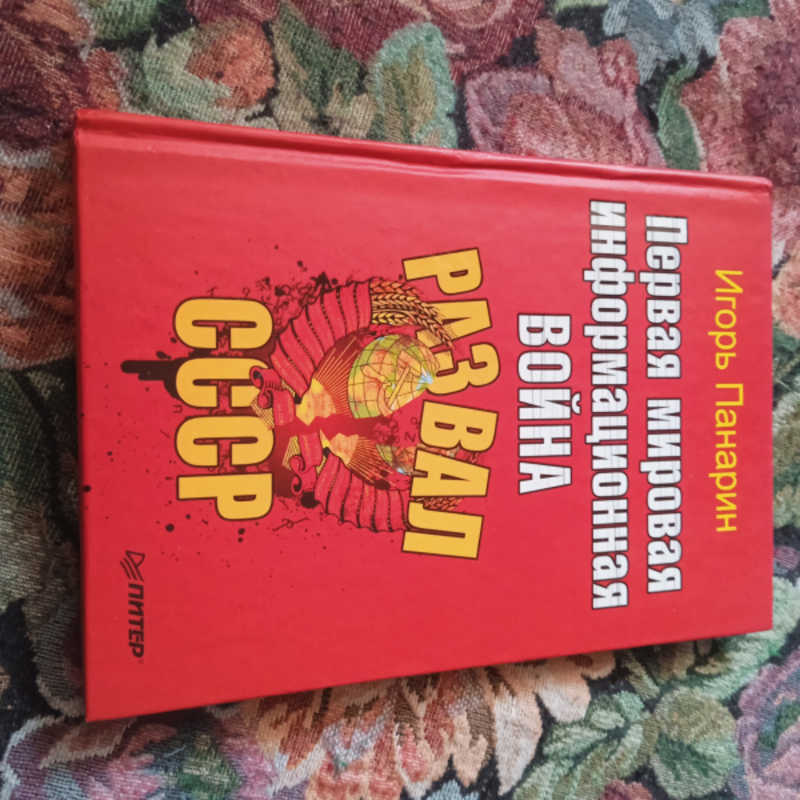 Игорь Панарин
Первая мировая
информационная
ВОЙНА
РАЗВАЛ
СССР
ПИТЕР®